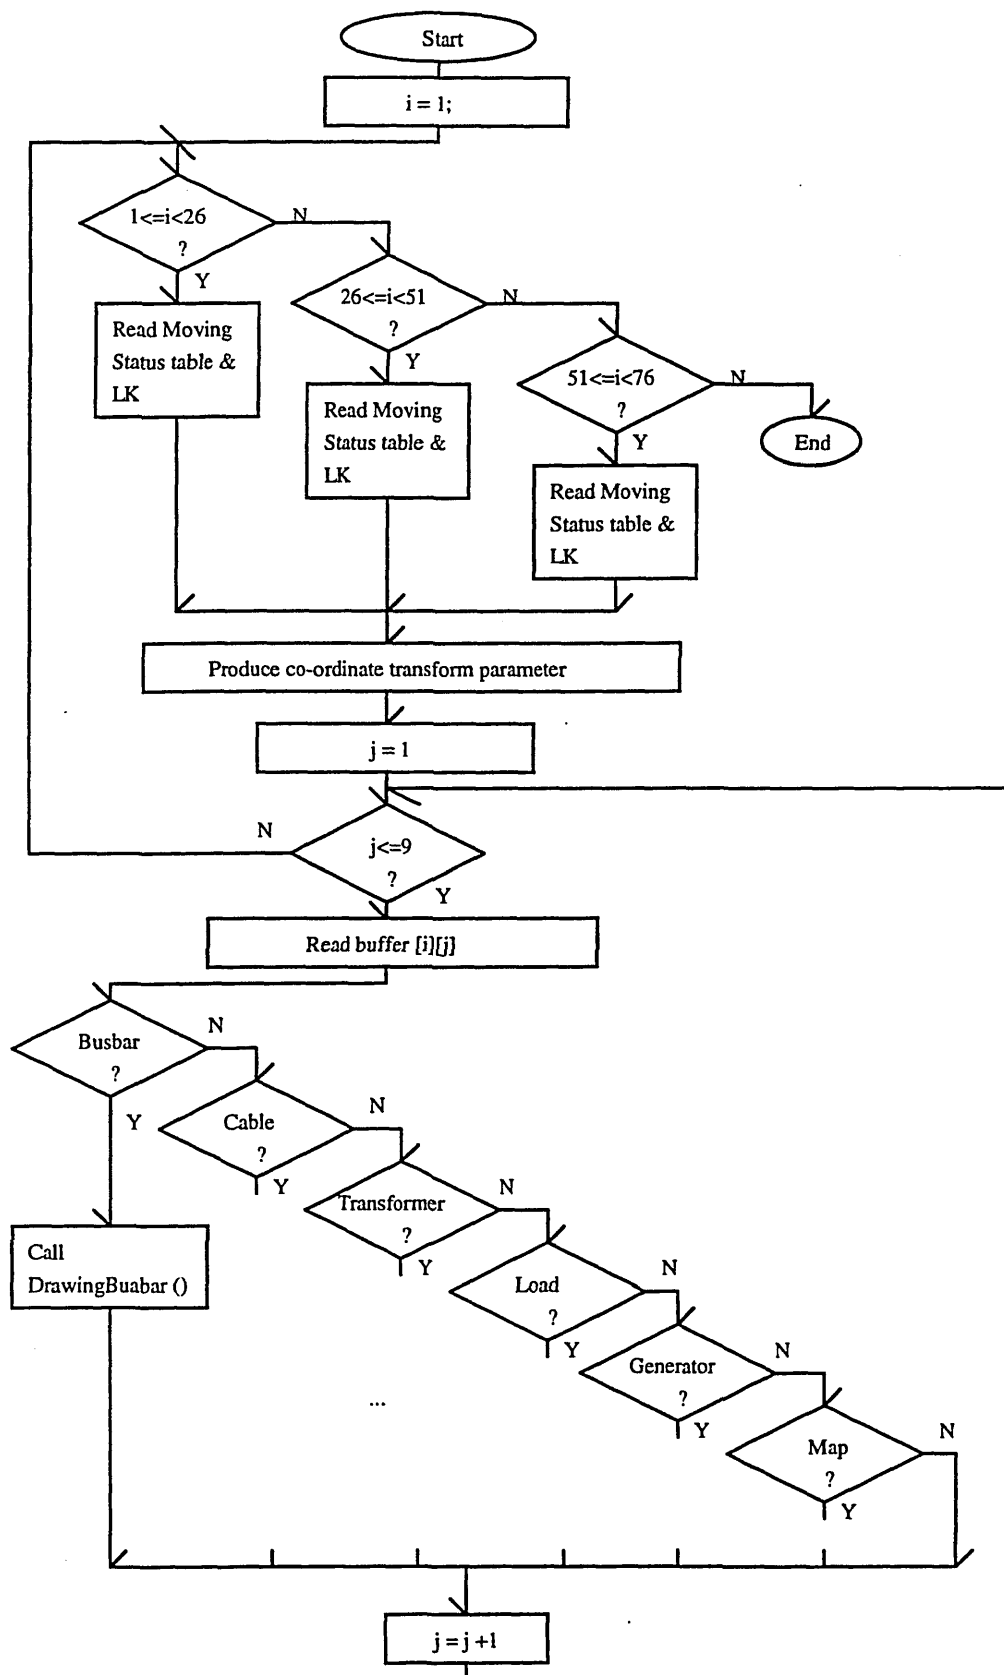 Start
i = 1;
1<=i<26
?
N
Y
26<=i<51
?
N
Y
51<=i<76
?
N
Y
End
Read Moving
Status table &
LK
Read Moving
Status table &
LK
Read Moving
Status table &
LK
Produce co-ordinate transform parameter
j = 1
j<=9
?
N
Y
Read buffer [i][j]
Busbar
?
N
Y
Cable
?
N
Y
Transformer
?
N
Y
Load
?
N
Y
Generator
?
N
Y
Map
?
N
Y
Call
DrawingBuabar ()
...
j = j +1